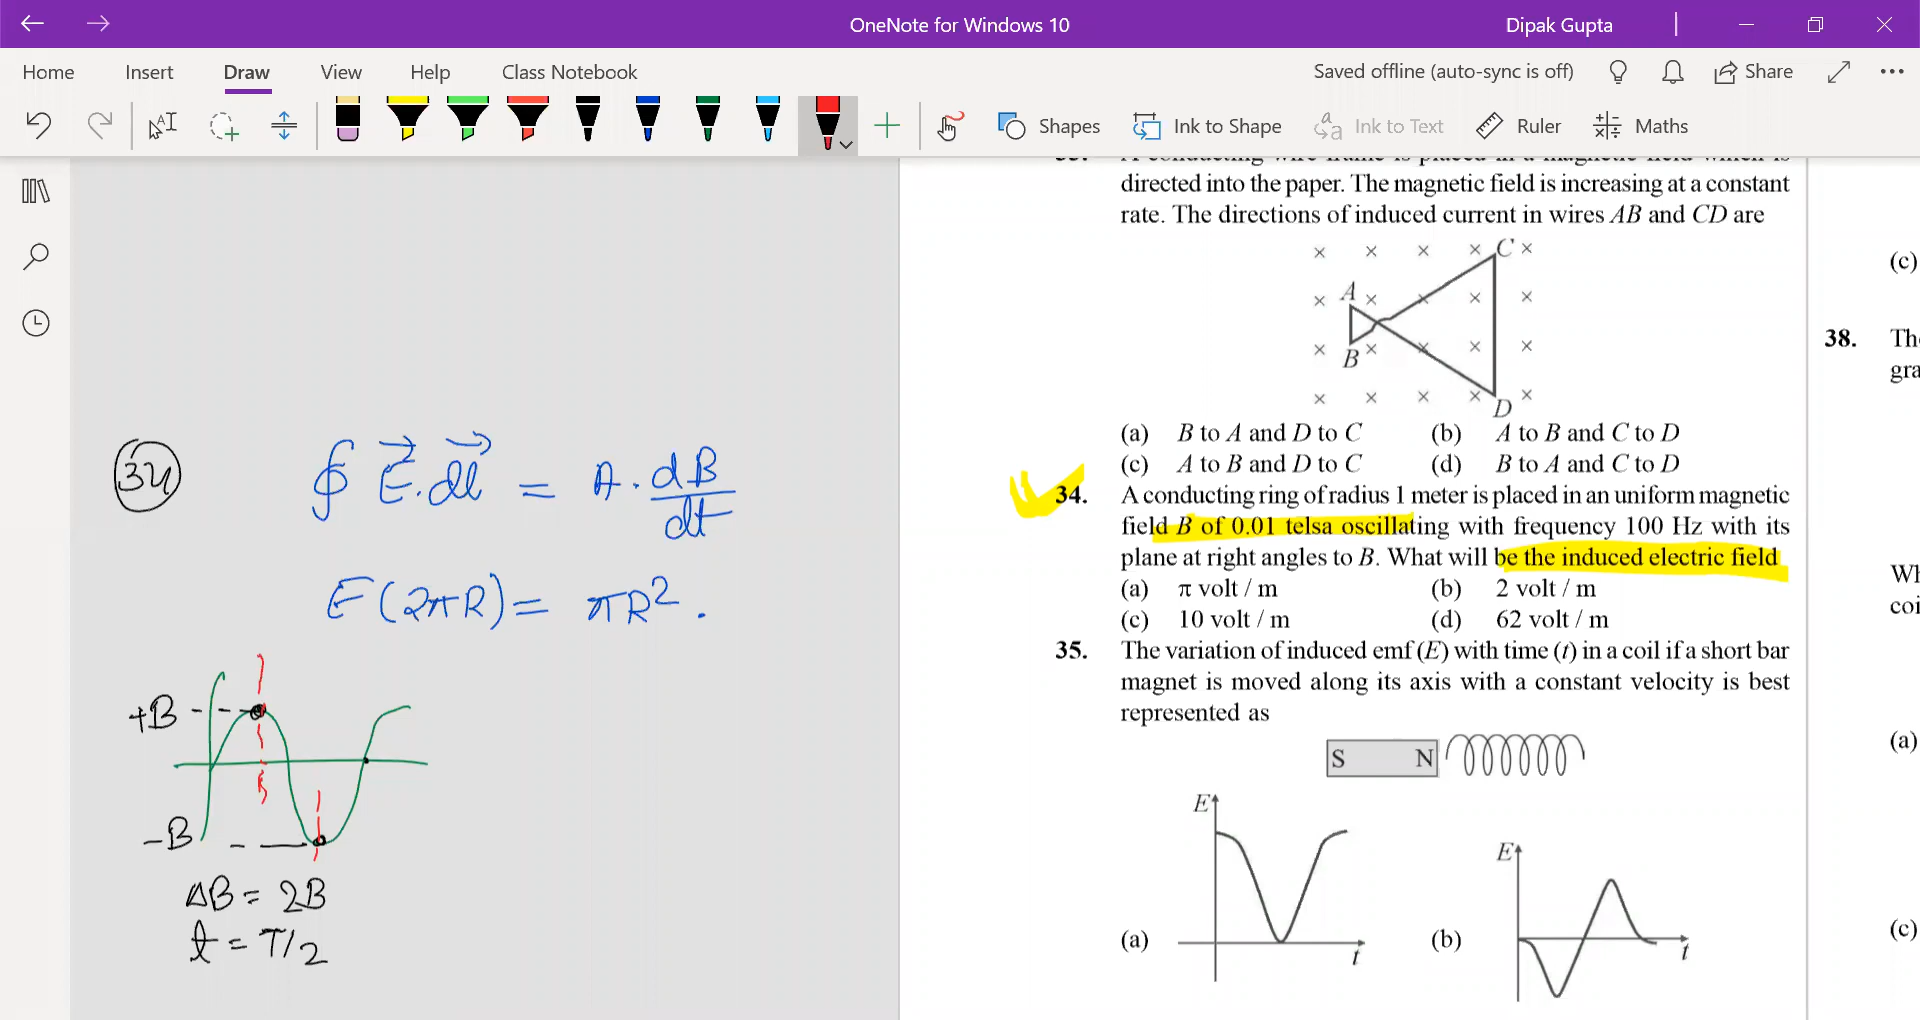 OneNote for Windows 10
Dipak Gupta
Home Insert Draw View Help Class Notebook
Saved offline (auto-sync is off) Share
Shapes Ink to Shape Ink to Text Ruler Maths
34
∮ E⃗ . dl⃗ = A . dB/dt
E(2πR) = πR² .
+B
-B
ΔB = 2B
t = T/2
directed into the paper. The magnetic field is increasing at a constant
rate. The directions of induced current in wires AB and CD are
A
B
C
D
(a) B to A and D to C (b) A to B and C to D
(c) A to B and D to C (d) B to A and C to D
34. A conducting ring of radius 1 meter is placed in an uniform magnetic
field B of 0.01 telsa oscillating with frequency 100 Hz with its
plane at right angles to B. What will be the induced electric field
(a) π volt / m (b) 2 volt / m
(c) 10 volt / m (d) 62 volt / m
35. The variation of induced emf (E) with time (t) in a coil if a short bar
magnet is moved along its axis with a constant velocity is best
represented as
S N
E
t
(a)
E
t
(b)
(c)
38. Th
gra
coi
(a)
(c)